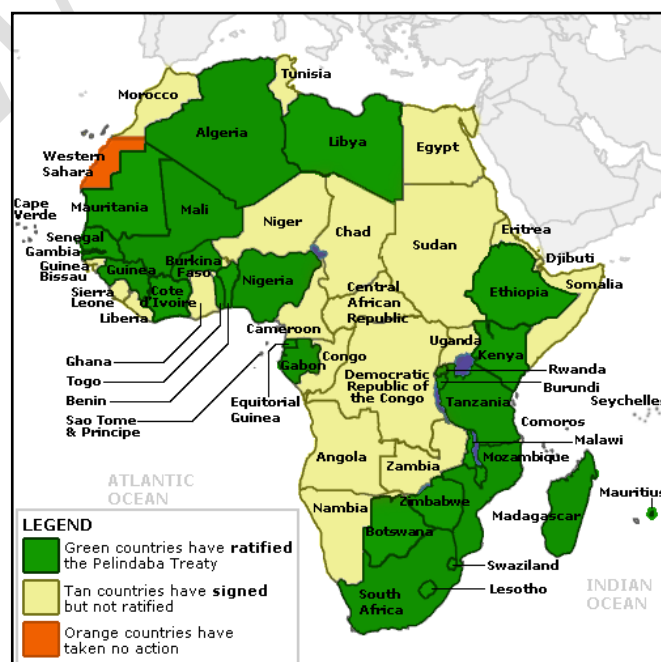 Tunisia
Morocco
Algeria
Libya
Egypt
Western
Sahara
Cape
Verde
Mauritania
Mali
Niger
Chad
Sudan
Eritrea
Djibuti
Senegal
Gambia
Guinea
Bissau
Guinea
Burkina
Faso
Nigeria
Ethiopia
Somalia
Sierra
Leone
Cote
d'Ivoire
Liberia
Central
African
Republic
Cameroon
Uganda
Kenya
Ghana
Togo
Benin
Sao Tome
& Principe
Gabon
Congo
Equitorial
Guinea
Democratic
Republic of
the Congo
Rwanda
Burundi
Tanzania
Seychelles
Comoros
Malawi
Mozambique
Angola
Zambia
ATLANTIC
OCEAN
Nambia
Zimbabwe
Botswana
Madagascar
Mauritius
Swaziland
Lesotho
South
Africa
INDIAN
OCEAN
LEGEND
Green countries have ratified
the Pelindaba Treaty
Tan countries have signed
but not ratified
Orange countries have
taken no action